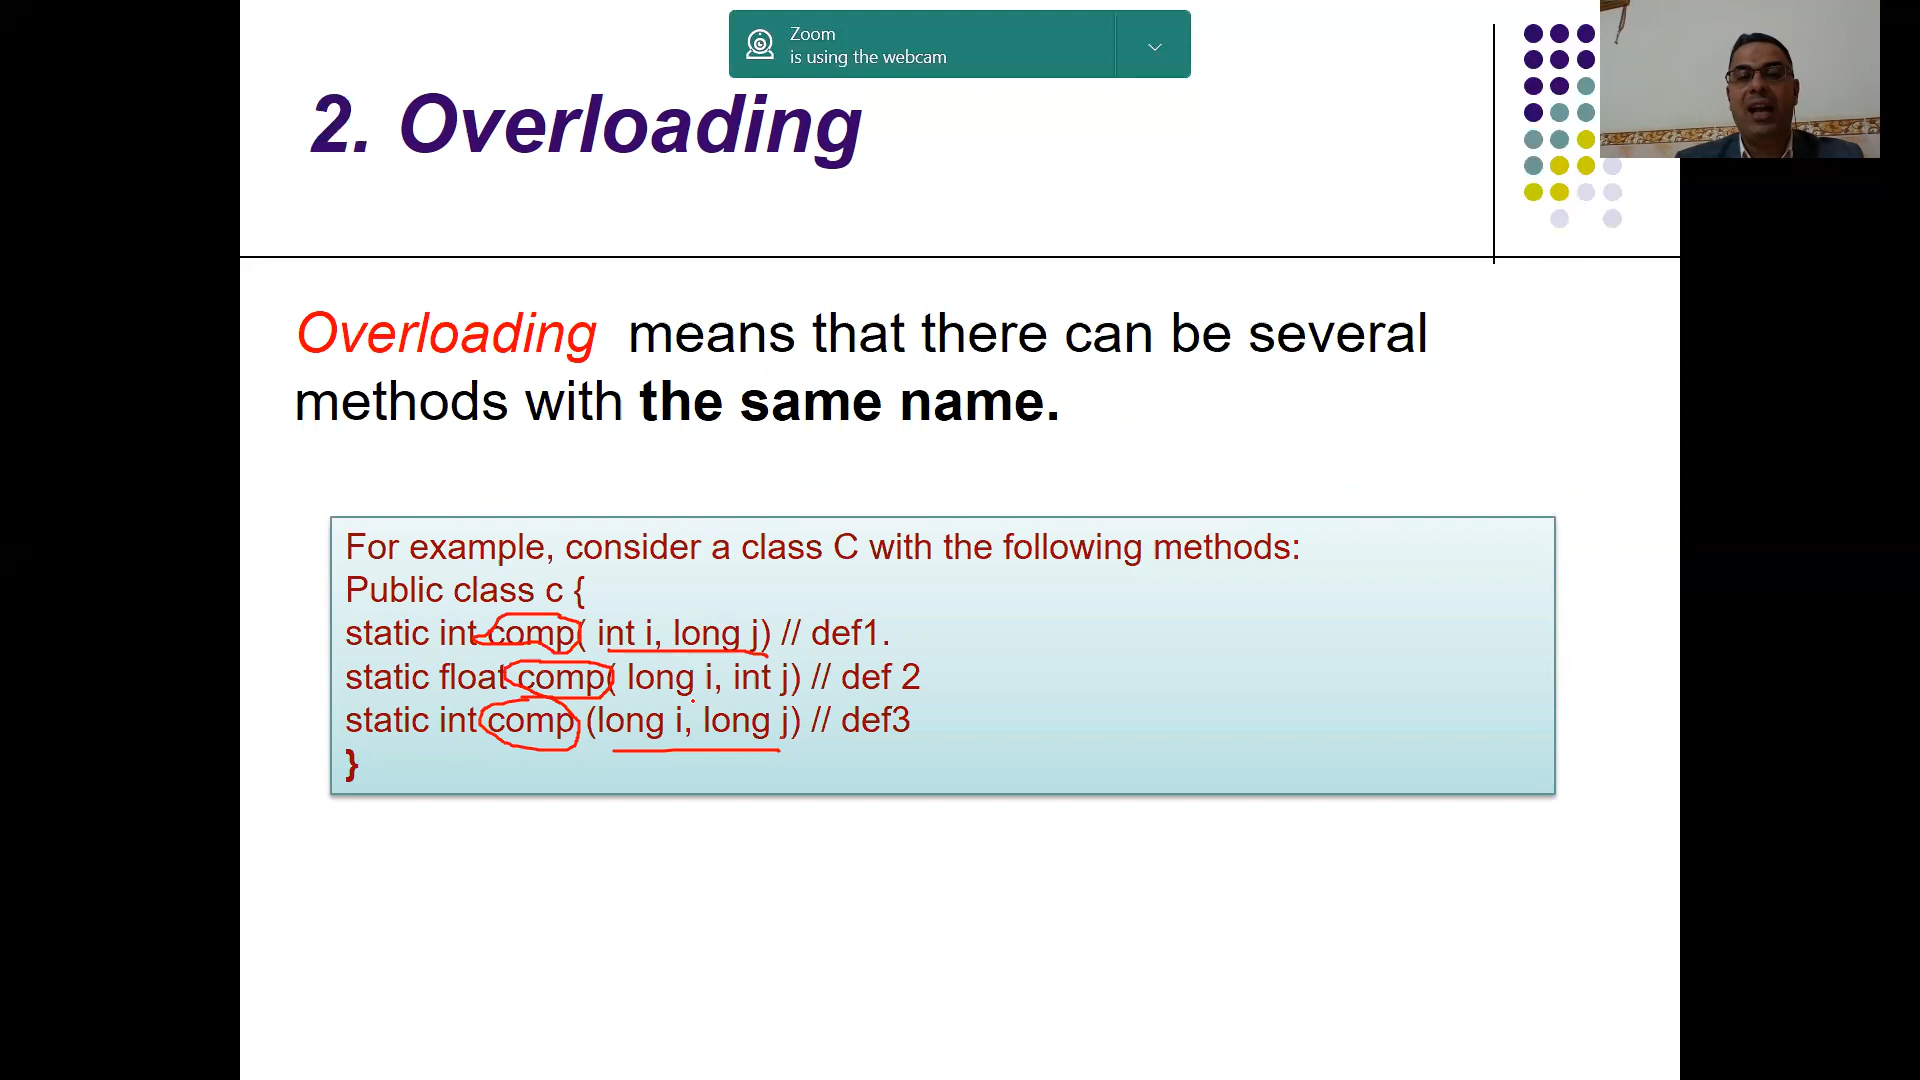 Zoom
is using the webcam
2. Overloading
Overloading means that there can be several
methods with the same name.
For example, consider a class C with the following methods:
Public class c {
static int comp( int i, long j) // def1.
static float comp( long i, int j) // def 2
static int comp (long i, long j) // def3
}